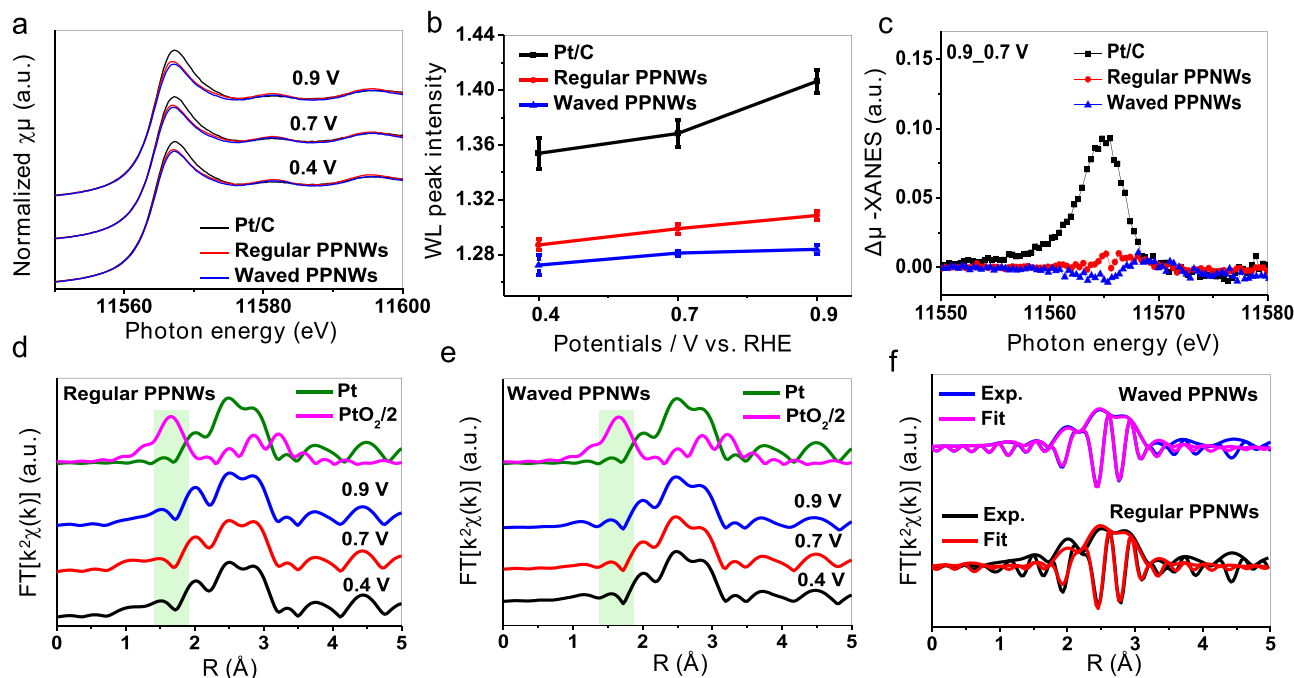 a
Normalized χμ (a.u.)
0.9 V
0.7 V
0.4 V
Pt/C
Regular PPNWs
Waved PPNWs
11560 11580 11600
Photon energy (eV)
b
WL peak intensity
1.44
1.40
1.36
1.32
1.28
Pt/C
Regular PPNWs
Waved PPNWs
0.4 0.7 0.9
Potentials / V vs. RHE
c
Δμ -XANES (a.u.)
0.15
0.10
0.05
0.00
0.9_0.7 V
Pt/C
Regular PPNWs
Waved PPNWs
11550 11560 11570 11580
Photon energy (eV)
d
FT[k²χ(k)] (a.u.)
Regular PPNWs
Pt
PtO₂/2
0.9 V
0.7 V
0.4 V
0 1 2 3 4 5
R (Å)
e
FT[k²χ(k)] (a.u.)
Waved PPNWs
Pt
PtO₂/2
0.9 V
0.7 V
0.4 V
0 1 2 3 4 5
R (Å)
f
FT[k²χ(k)] (a.u.)
Exp.
Fit
Waved PPNWs
Exp.
Fit
Regular PPNWs
0 1 2 3 4 5
R (Å)